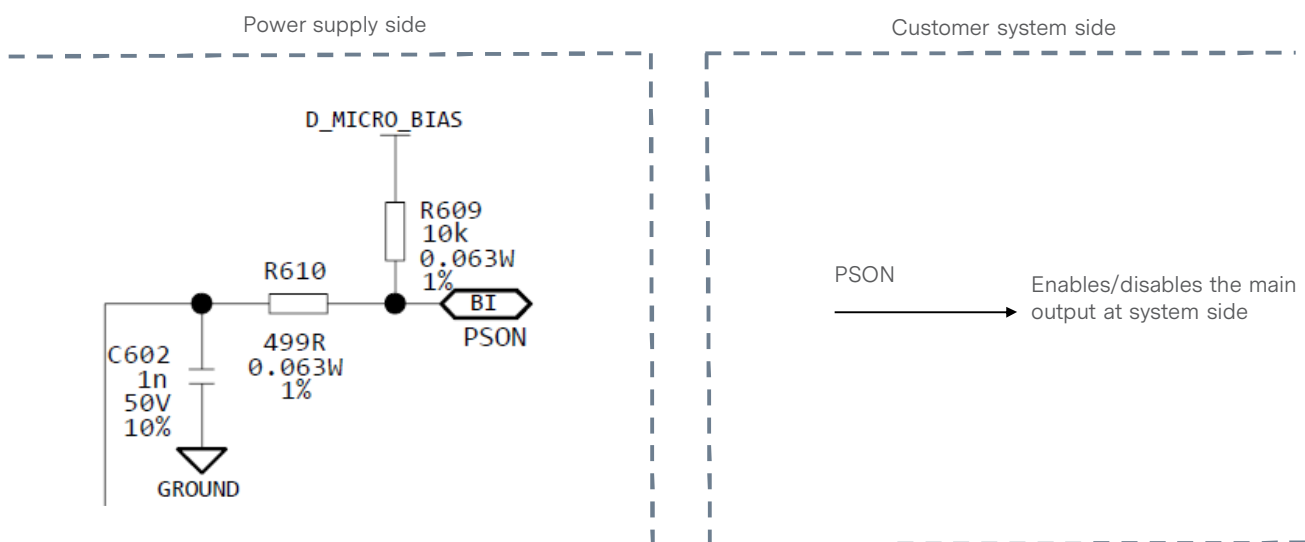 Power supply side
Customer system side
D_MICRO_BIAS
R609
10k
0.063W
1%
R610
BI
PSON
499R
0.063W
1%
C602
1n
50V
10%
GROUND
PSON
Enables/disables the main
output at system side